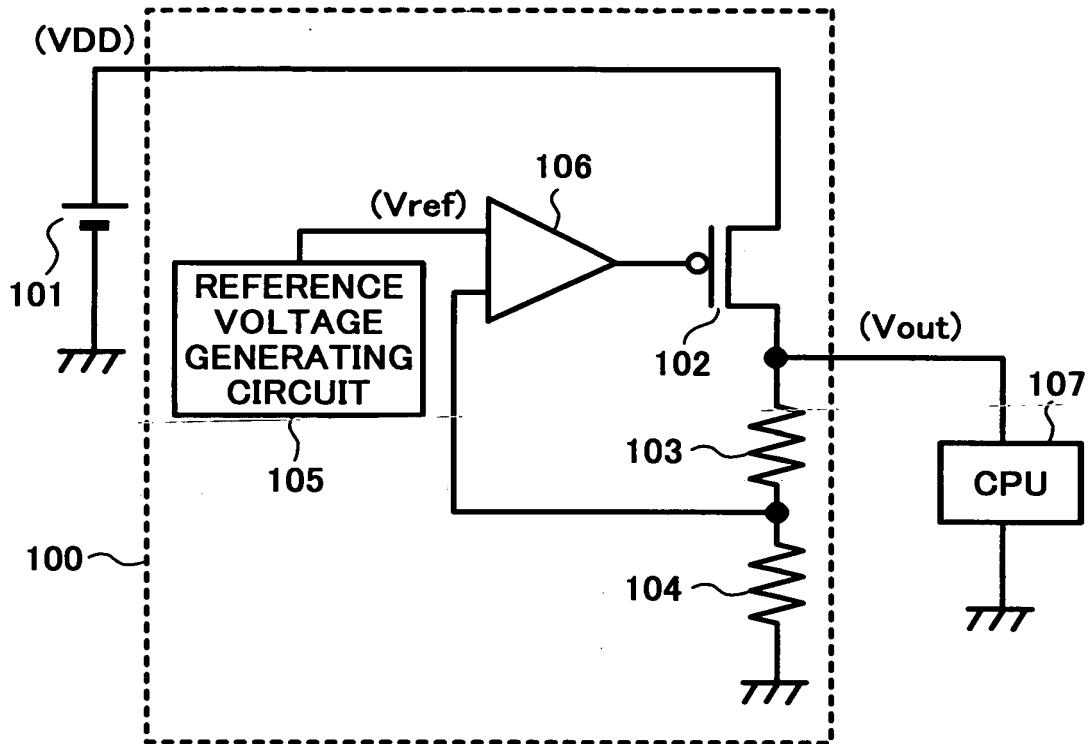 (VDD)
106
(Vref)
101
REFERENCE
VOLTAGE
GENERATING
CIRCUIT
102
(Vout)
107
105
103
CPU
100
104